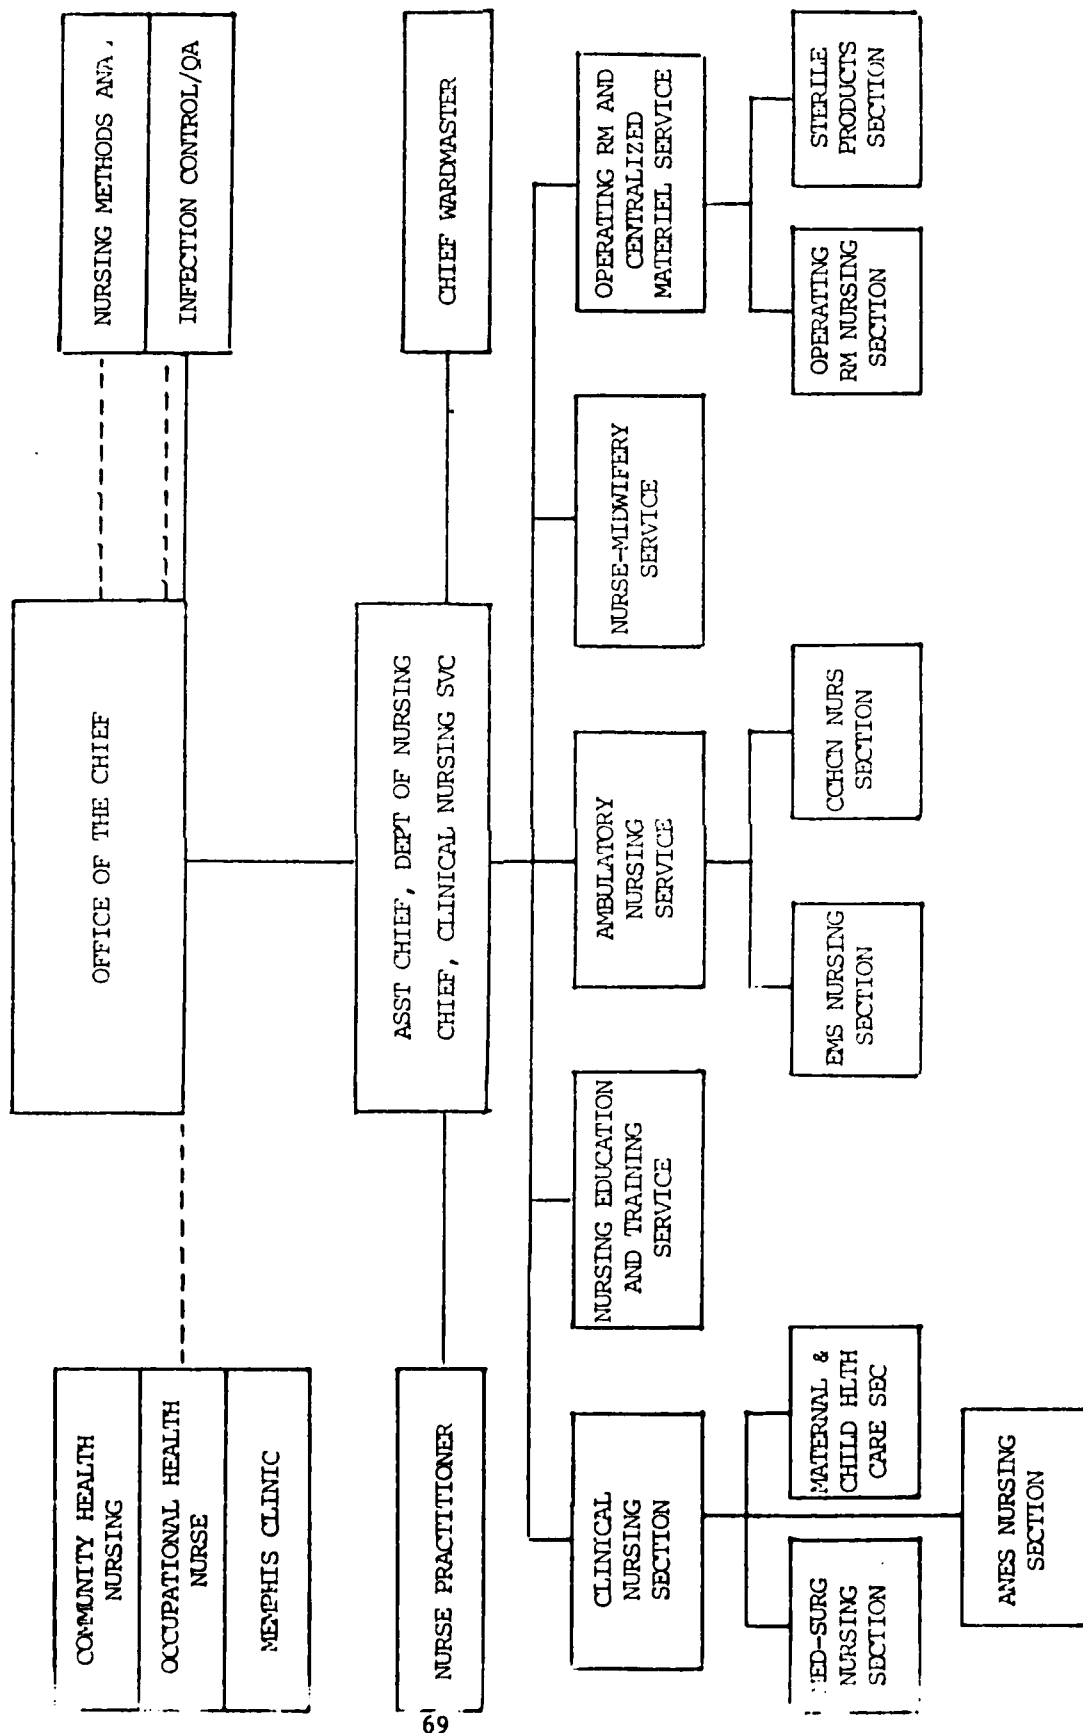 COMMUNITY HEALTH
NURSING
OCCUPATIONAL HEALTH
NURSE
MEMPHIS CLINIC
OFFICE OF THE CHIEF
NURSING METHODS ANA
INFECTION CONTROL/QA
NURSE PRACTITIONER
ASST CHIEF, DEPT OF NURSING
CHIEF, CLINICAL NURSING SVC
CHIEF WARDMASTER
CLINICAL
NURSING
SECTION
NURSING EDUCATION
AND TRAINING
SERVICE
AMBULATORY
NURSING
SERVICE
NURSE-MIDWIFERY
SERVICE
OPERATING RM AND
CENTRALIZED
MATERIEL SERVICE
MED-SURG
NURSING
SECTION
MATERNAL &
CHILD HLTH
CARE SEC
EMS NURSING
SECTION
CCHCN NURS
SECTION
OPERATING
RM NURSING
SECTION
STERILE
PRODUCTS
SECTION
ANES NURSING
SECTION
69